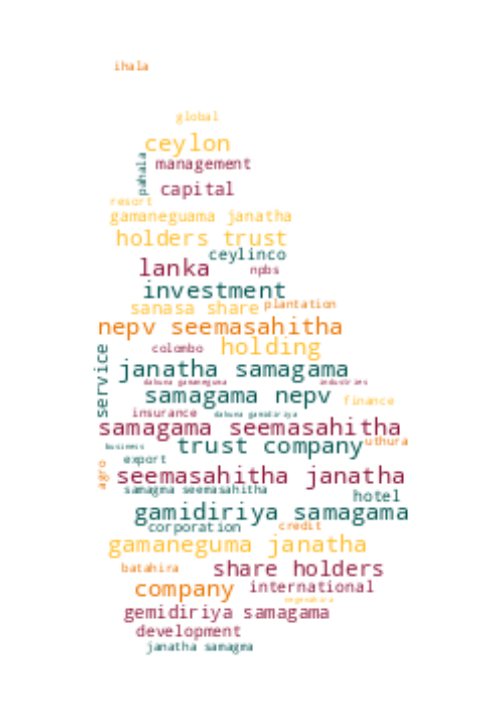 ihala
global
ceylon
pahala
management
capital
resort
gamaneguama janatha
holders trust
ceylinco
lanka
npbs
investment
plantation
sanasa share
nepv seemasahitha
holding
service
colombo
janatha samagama
dakuna gamaneguma
industries
samagama nepv
finance
insurance
dakuna gamidiriya
samagama seemasahitha
uthura
business
trust company
export
agro
seemasahitha janatha
samagma seemasahitha
hotel
gamidiriya samagama
corporation
credit
gamaneguma janatha
batahira
share holders
company
international
gemidiriya samagama
development
janatha samagma